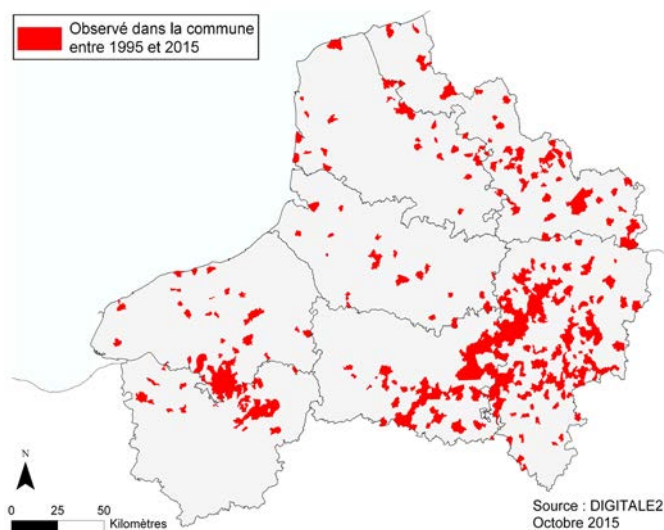 Observé dans la commune
entre 1995 et 2015
N
0 25 50
Kilomètres
Source : DIGITALE2
Octobre 2015